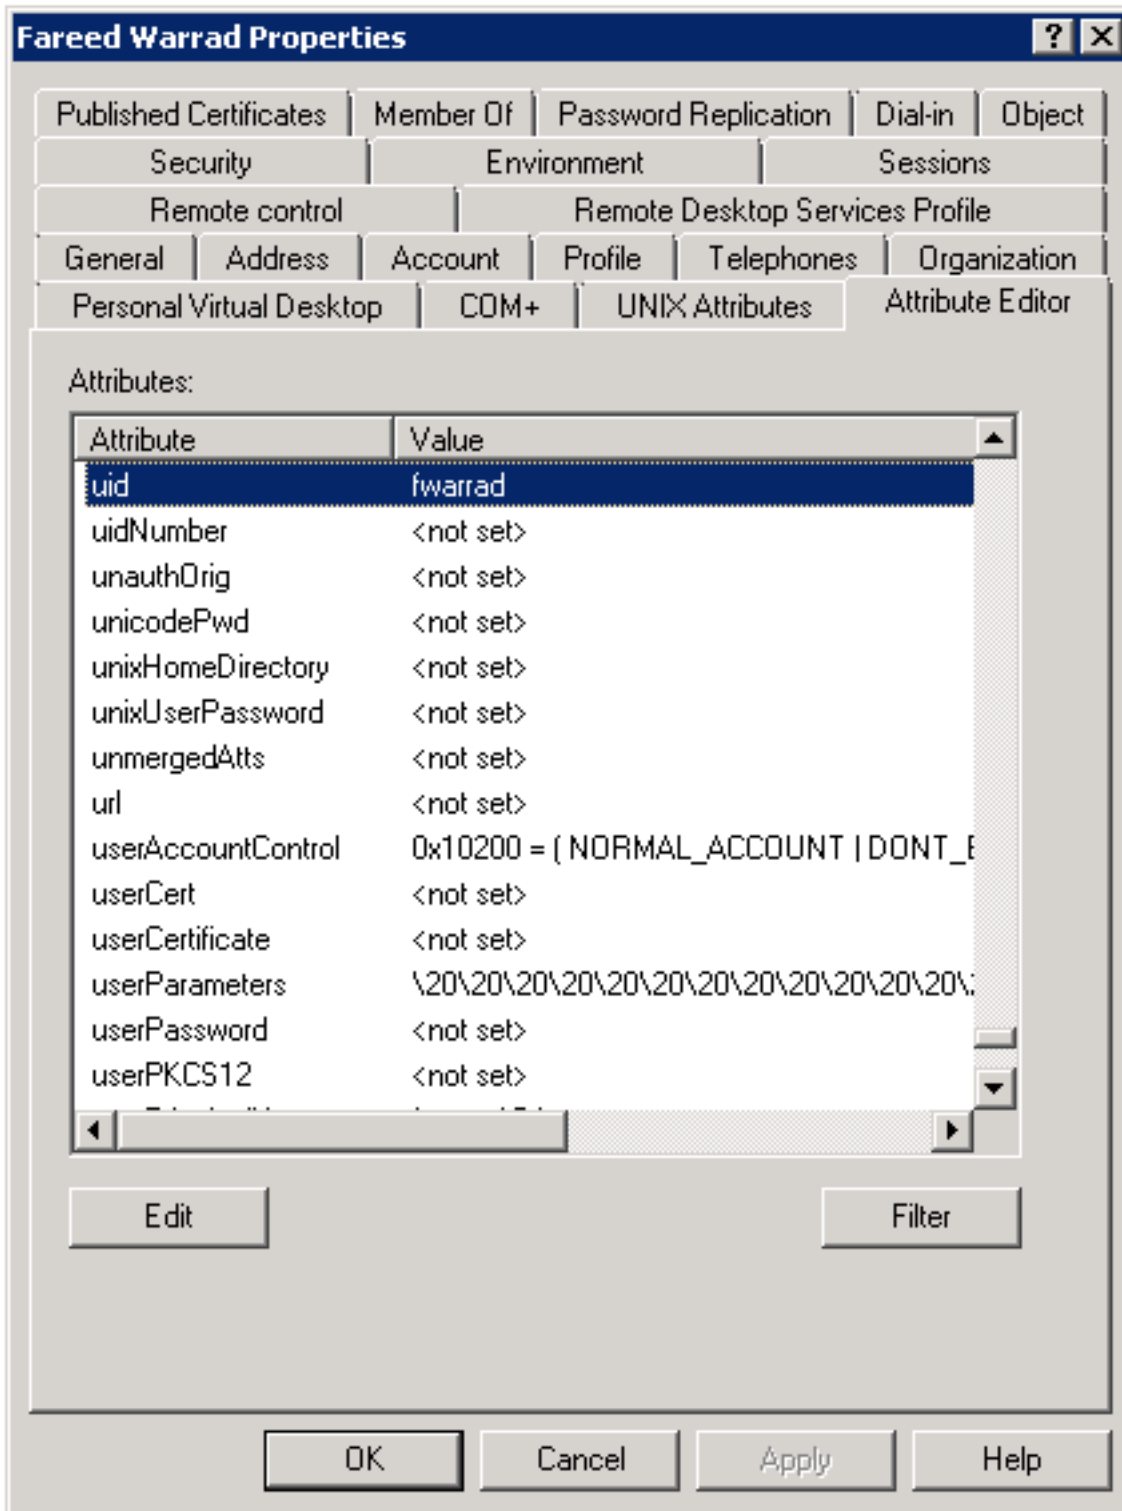 Fareed Warrad Properties
Published Certificates Member Of Password Replication Dial-in Object
Security Environment Sessions
Remote control Remote Desktop Services Profile
General Address Account Profile Telephones Organization
Personal Virtual Desktop COM+ UNIX Attributes Attribute Editor
Attributes:
Attribute Value
uid fwarrad
uidNumber <not set>
unauthOrig <not set>
unicodePwd <not set>
unixHomeDirectory <not set>
unixUserPassword <not set>
unmergedAtts <not set>
url <not set>
userAccountControl 0x10200 = ( NORMAL_ACCOUNT | DONT_E
userCert <not set>
userCertificate <not set>
userParameters \20\20\20\20\20\20\20\20\20\20\20\20\
userPassword <not set>
userPKCS12 <not set>
Edit Filter
OK Cancel Apply Help